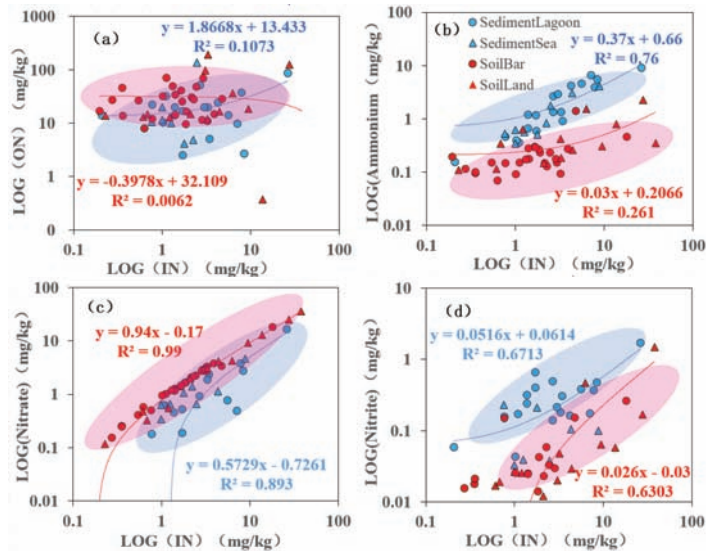 (a)
y = 1.8668x + 13.433
R² = 0.1073
1000
100
10
1
0
LOG（ON）（mg/kg）
y = -0.3978x + 32.109
R² = 0.0062
0.1
1.0
10
100
LOG（IN）（mg/kg）
(b)
SedimentLagoon
SedimentSea
SoilBar
SoilLand
y = 0.37x + 0.66
R² = 0.76
100
10
1.0
0.1
0.01
LOG(Ammonium)（mg/kg）
y = 0.03x + 0.2066
R² = 0.261
0.1
1.0
10
100
LOG（IN）（mg/kg）
(c)
y = 0.94x - 0.17
R² = 0.99
100
10
1
0.1
0.01
LOG(Nitrate)（mg/kg）
y = 0.5729x - 0.7261
R² = 0.893
0.1
1.0
10
100
LOG（IN）（mg/kg）
(d)
y = 0.0516x + 0.0614
R² = 0.6713
10
1
0.1
0.01
LOG(Nitrite)（mg/kg）
y = 0.026x - 0.03
R² = 0.6303
0.1
1.0
10
100
LOG（IN）（mg/kg）